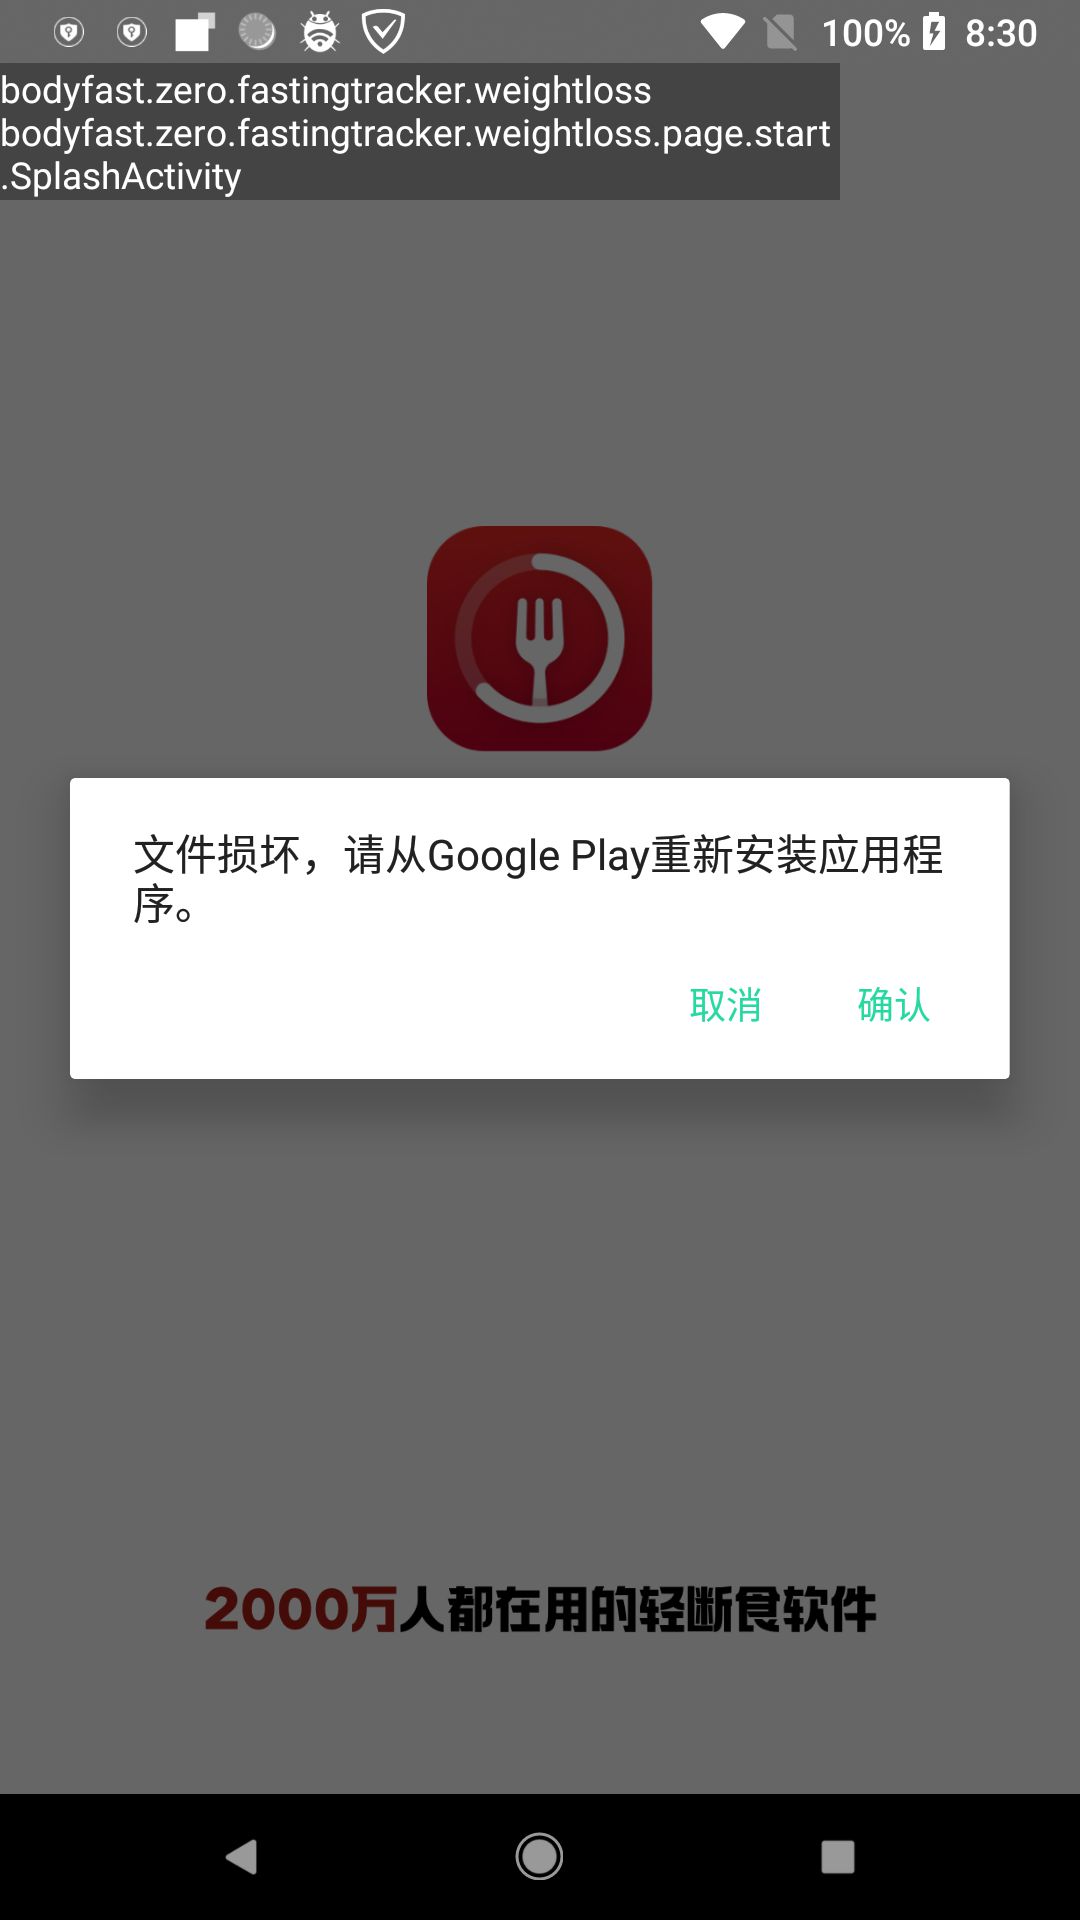 100% 8:30
bodyfast.zero.fastingtracker.weightloss
bodyfast.zero.fastingtracker.weightloss.page.start
.SplashActivity
文件损坏，请从Google Play重新安装应用程
序。
取消 确认
2000万人都在用的轻断食软件